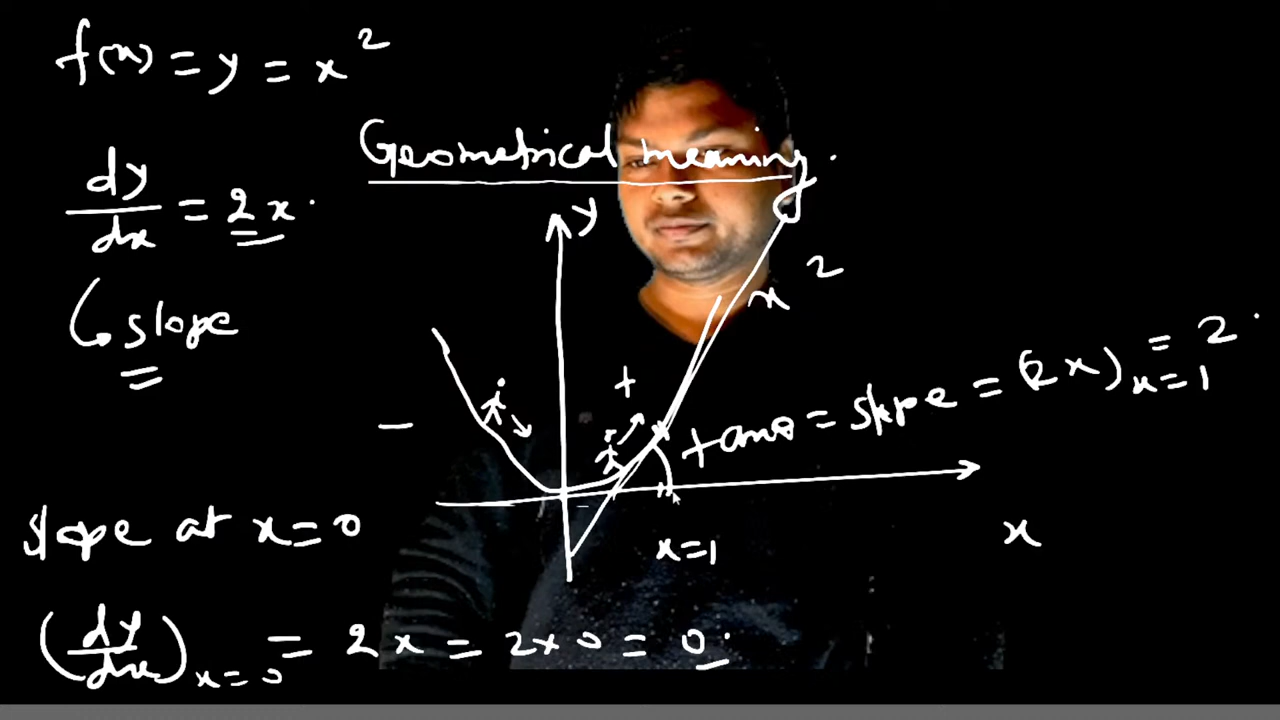 f(x) = y = x²
Geometrical meaning.
dy/dx = 2x.
slope
y
x²
+
−
tanθ = slope = (2x)ₓ₌₁ = 2.
x=1
x
slope at x=0
(dy/dx)ₓ₌₀ = 2x = 2×0 = 0.